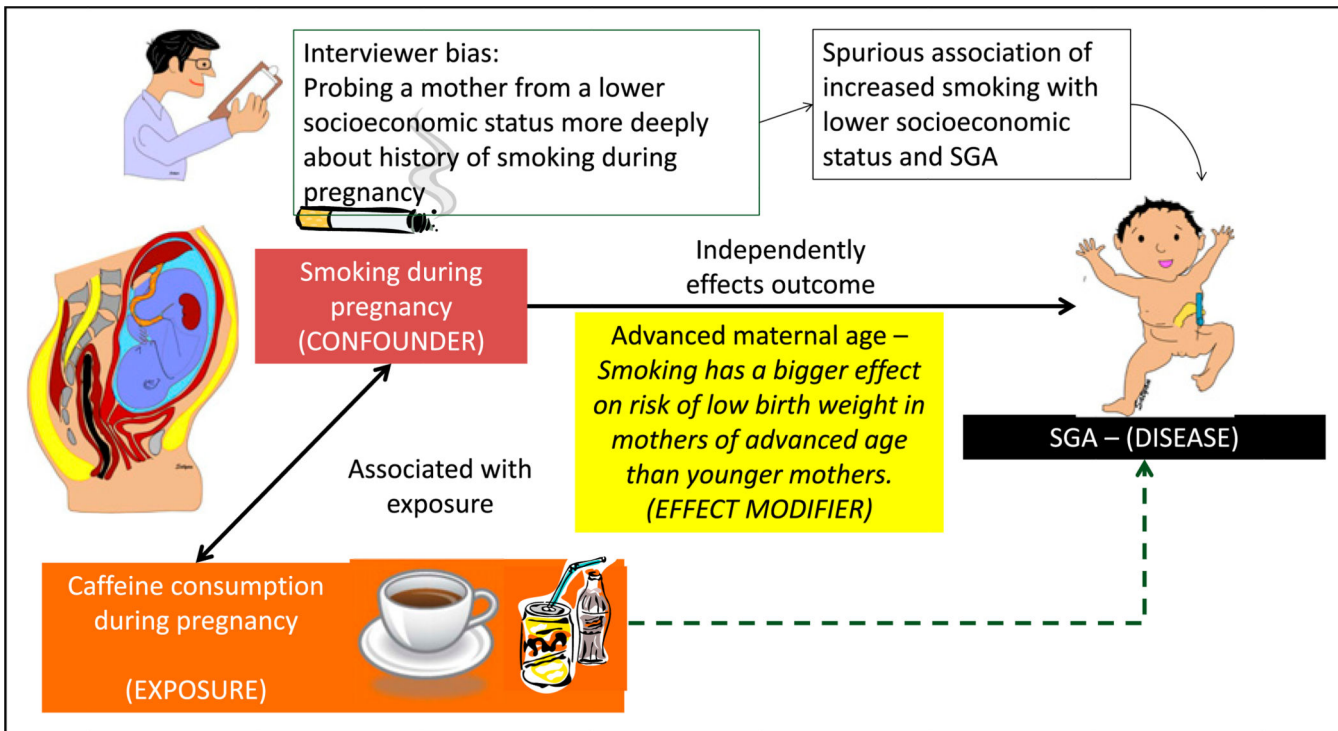 Interviewer bias:
Probing a mother from a lower
socioeconomic status more deeply
about history of smoking during
pregnancy
Spurious association of
increased smoking with
lower socioeconomic
status and SGA
Smoking during
pregnancy
(CONFOUNDER)
Independently
effects outcome
Advanced maternal age –
Smoking has a bigger effect
on risk of low birth weight in
mothers of advanced age
than younger mothers.
(EFFECT MODIFIER)
SGA – (DISEASE)
Associated with
exposure
Caffeine consumption
during pregnancy
(EXPOSURE)